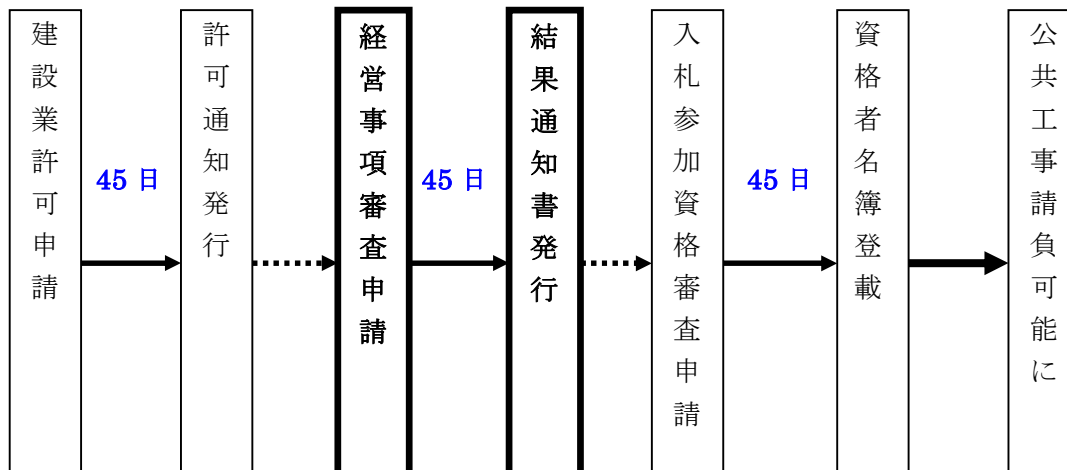 建設業許可申請
45日
許可通知発行
経営事項審査申請
45日
結果通知書発行
入札参加資格審査申請
45日
資格者名簿登載
公共工事請負可能に